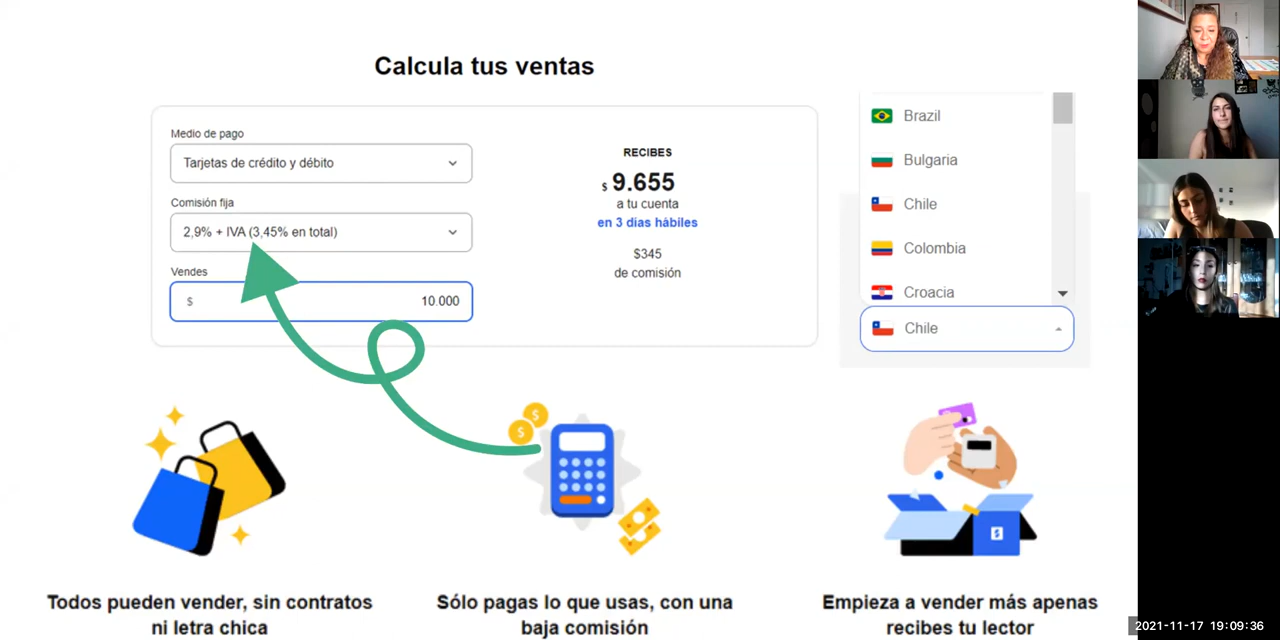 Calcula tus ventas
Medio de pago
Tarjetas de crédito y débito
Comisión fija
2,9% + IVA (3,45% en total)
Vendes
$ 10.000
RECIBES
$ 9.655
a tu cuenta
en 3 días hábiles
$345
de comisión
Brazil
Bulgaria
Chile
Colombia
Croacia
Chile
Todos pueden vender, sin contratos
ni letra chica
Sólo pagas lo que usas, con una
baja comisión
Empieza a vender más apenas
recibes tu lector
2021-11-17 19:09:36